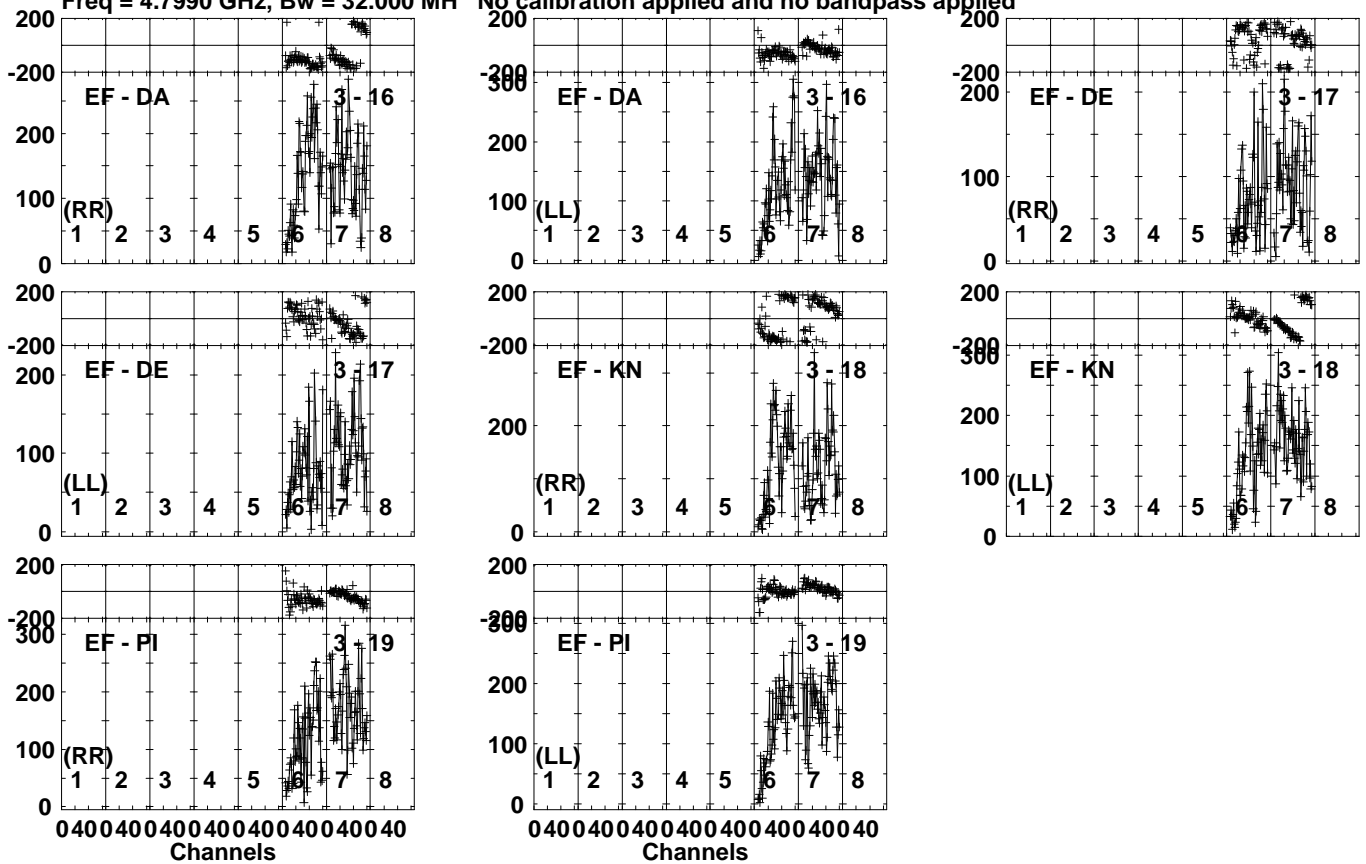 Freq = 4.7990 GHz, Bw = 32.000 MH No calibration applied and no bandpass applied
200
-200
EF - DA 3 - 16
200
100
(RR)
1 2 3 4 5 6 7 8
0
200
-200
300
EF - DA 3 - 16
200
100
(LL)
1 2 3 4 5 6 7 8
0
200
-200
200
EF - DE 3 - 17
100
(RR)
1 2 3 4 5 6 7 8
0
200
-200
EF - DE 3 - 17
200
100
(LL)
1 2 3 4 5 6 7 8
0
200
-200
EF - KN 3 - 18
200
(RR)
1 2 3 4 5 6 7 8
0
200
-200
300
EF - KN 3 - 18
200
100
(LL)
1 2 3 4 5 6 7 8
0
200
-200
300
EF - PI 3 - 19
200
100
(RR)
1 2 3 4 5 6 7 8
0
0 40 0 40 0 40 0 40 0 40 0 40 0 40 0 40
Channels
200
-200
300
EF - PI 3 - 19
200
100
(LL)
1 2 3 4 5 6 7 8
0
0 40 0 40 0 40 0 40 0 40 0 40 0 40 0 40
Channels